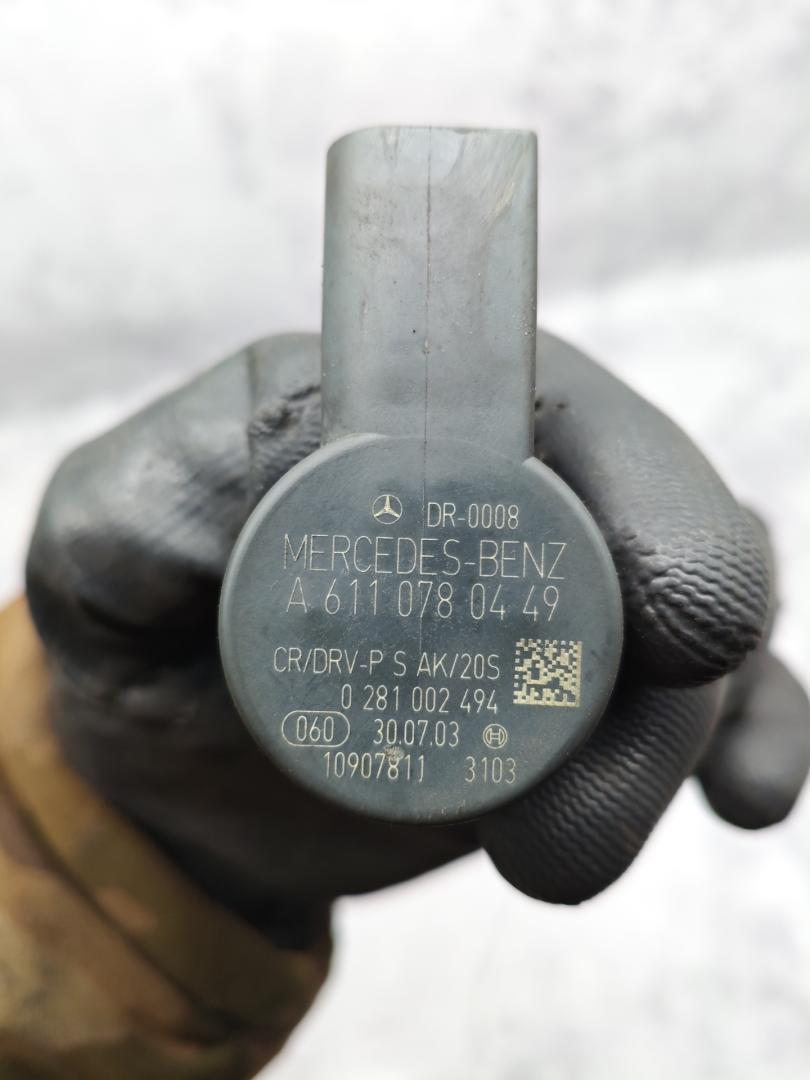 DR-0008
MERCEDES-BENZ
A 611 078 04 49
CR/DRV-P S AK/20S
0 281 002 494
060 30.07.03
10907811 3103